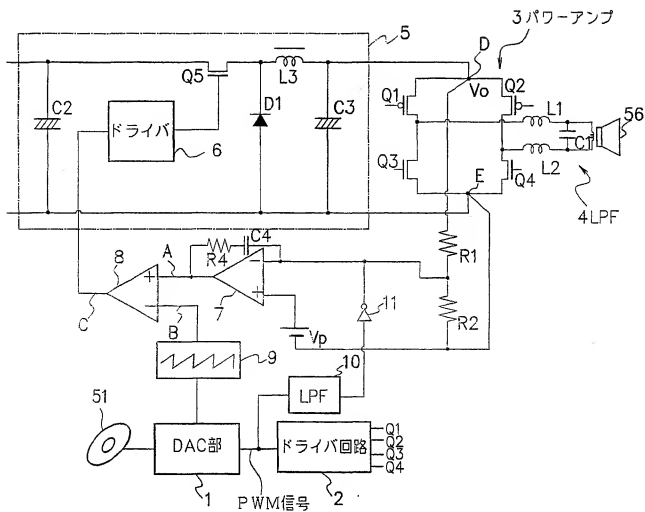 3パワーアンプ
5
D
Q5
L3
Vo
Q1
Q2
C2
D1
C3
L1
C1
56
ドライバ
6
L2
Q3
Q4
E
4LPF
C4
R4
R1
A
8
7
11
R2
C
B
Vp
9
10
LPF
51
DAC部
ドライバ回路
Q1
Q2
Q3
Q4
1
PWM信号
2